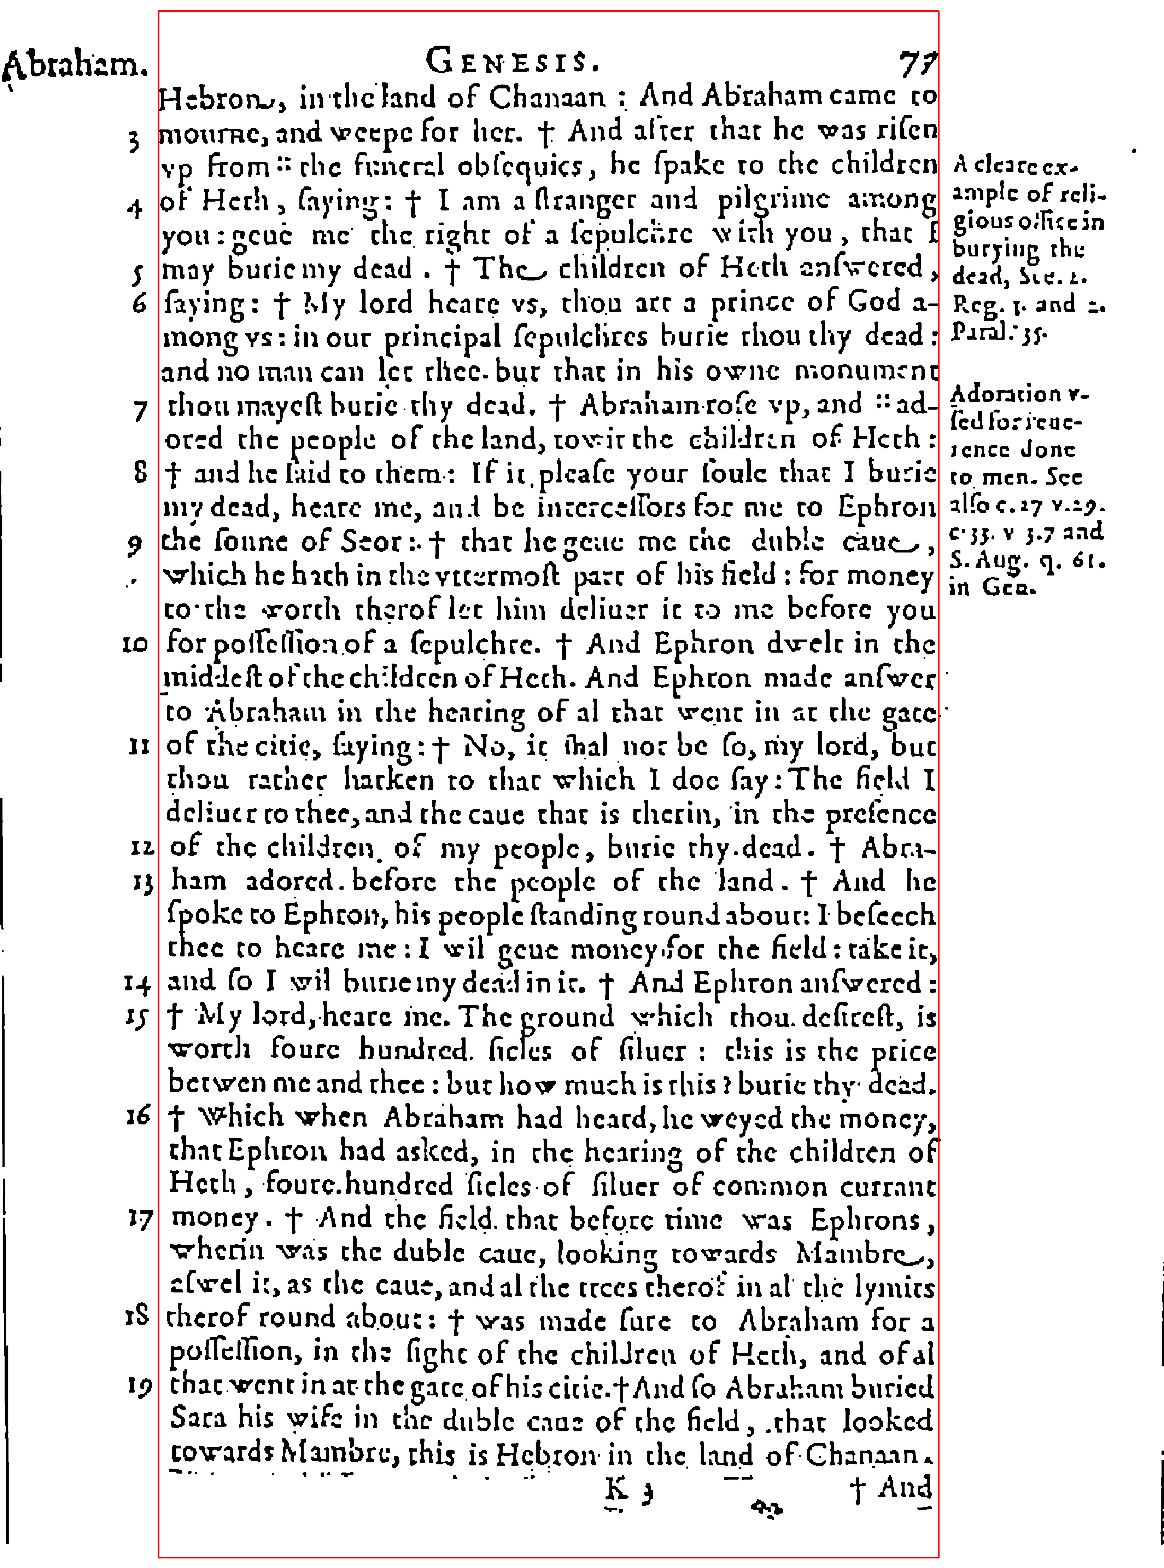 Abraham. GENESIS. 77
Hebron, in the land of Chanaan : And Abraham came to
3 mourne, and weepe for her. † And after that he was riſen
vp from :: the funeral obſequies, he ſpake to the children
4 of Heth, ſaying: † I am a ſtranger and pilgrime among
you: geue me the right of a ſepulchre with you, that I
5 may burie my dead. † The children of Heth anſwered,
6 ſaying: † My lord heare vs, thou art a prince of God a-
mong vs: in our principal ſepulchres burie thou thy dead:
and no man can let thee but that in his owne monument
7 thou mayeſt burie thy dead. † Abraham roſe vp, and :: ad-
ored the people of the land, to wit the children of Heth:
8 † and he ſaid to them: If it pleaſe your ſoule that I burie
my dead, heare me, and be interceſſors for me to Ephron
9 the ſonne of Seor: † that he geue me the duble caue,
which he hath in the vttermoſt part of his field: for money
to the worth therof let him deliuer it to me before you
10 for poſſeſſion of a ſepulchre. † And Ephron dwelt in the
middeſt of the children of Heth. And Ephron made anſwer
to Abraham in the hearing of al that went in at the gate
11 of the citie, ſaying: † No, it ſhal not be ſo, my lord, but
thou rather harken to that which I doe ſay: The field I
deliuer to thee, and the caue that is therin, in the preſence
12 of the children of my people, burie thy dead. † Abra-
13 ham adored before the people of the land. † And he
ſpoke to Ephron, his people ſtanding round about: I beſeech
thee to heare me: I wil geue money for the field: take it,
14 and ſo I wil burie my dead in it. † And Ephron anſwered:
15 † My lord, heare me. The ground which thou deſireſt, is
worth foure hundred ſicles of ſiluer: this is the price
betwen me and thee: but how much is this? burie thy dead.
16 † Which when Abraham had heard, he weyed the money,
that Ephron had asked, in the hearing of the children of
Heth, foure hundred ſicles of ſiluer of common currant
17 money. † And the field that before time was Ephrons,
wherin was the duble caue, looking towards Mambre,
aſwel it, as the caue, and al the trees therof in al the lymits
18 therof round about: † was made ſure to Abraham for a
poſſeſſion, in the ſight of the children of Heth, and of al
19 that went in at the gate of his citie. † And ſo Abraham buried
Sara his wife in the duble caue of the field, that looked
towards Mambre, this is Hebron in the land of Chanaan.
K 3 † And
A cleare ex-
ample of reli-
gious office in
burying the
dead, See. 1.
Reg. 3. and 2.
Paral. 35.
Adoration v-
ſed for reue-
rence done
to men. See
alſo c. 27 v. 29.
c. 33. v 3. 7 and
S. Aug. q. 61.
in Gen.